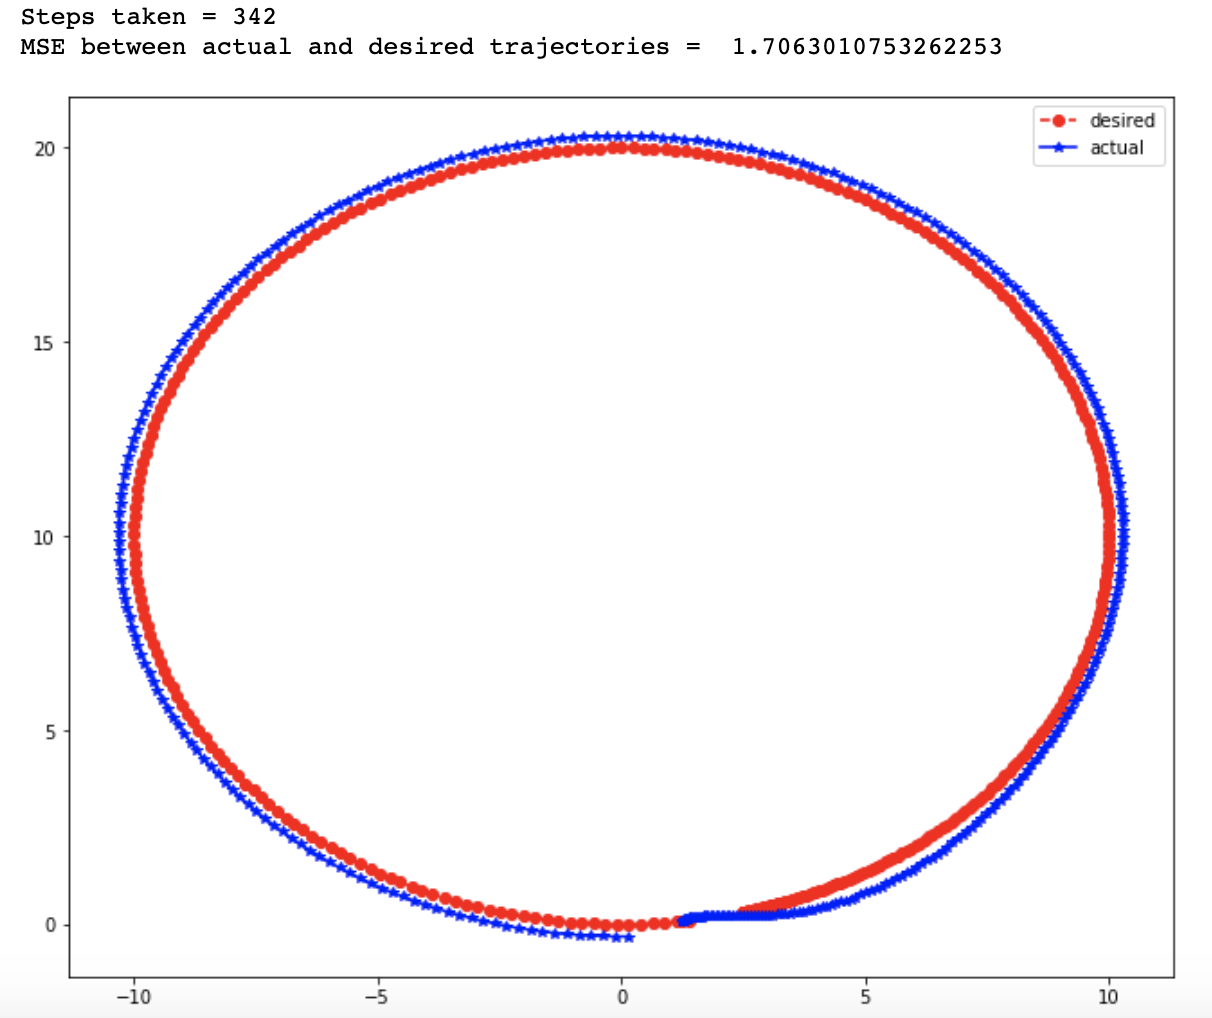 Steps taken = 342
MSE between actual and desired trajectories =  1.7063010753262253
desired
actual
20
15
10
5
0
−10
−5
0
5
10